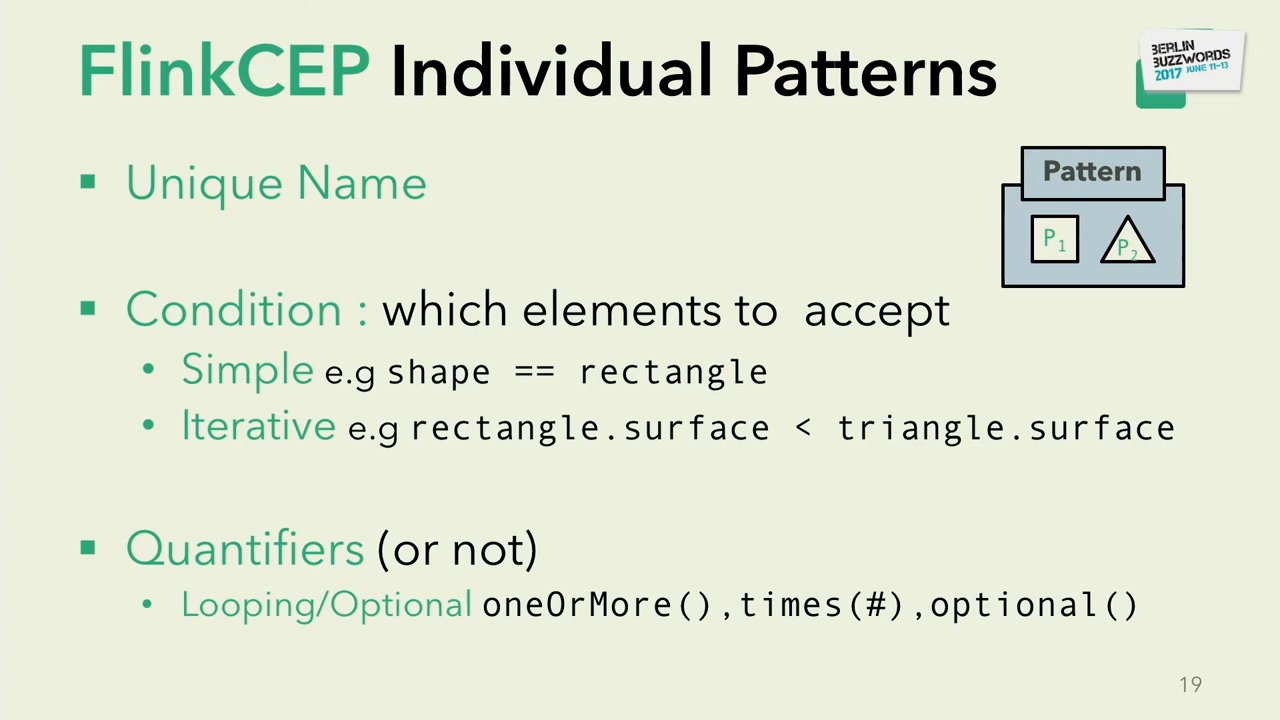 FlinkCEP Individual Patterns
BERLIN
BUZZWORDS
2017 JUNE 11-13
▪ Unique Name
Pattern
P1 P2
▪ Condition : which elements to accept
• Simple e.g shape == rectangle
• Iterative e.g rectangle.surface < triangle.surface
▪ Quantifiers (or not)
• Looping/Optional oneOrMore(),times(#),optional()
19